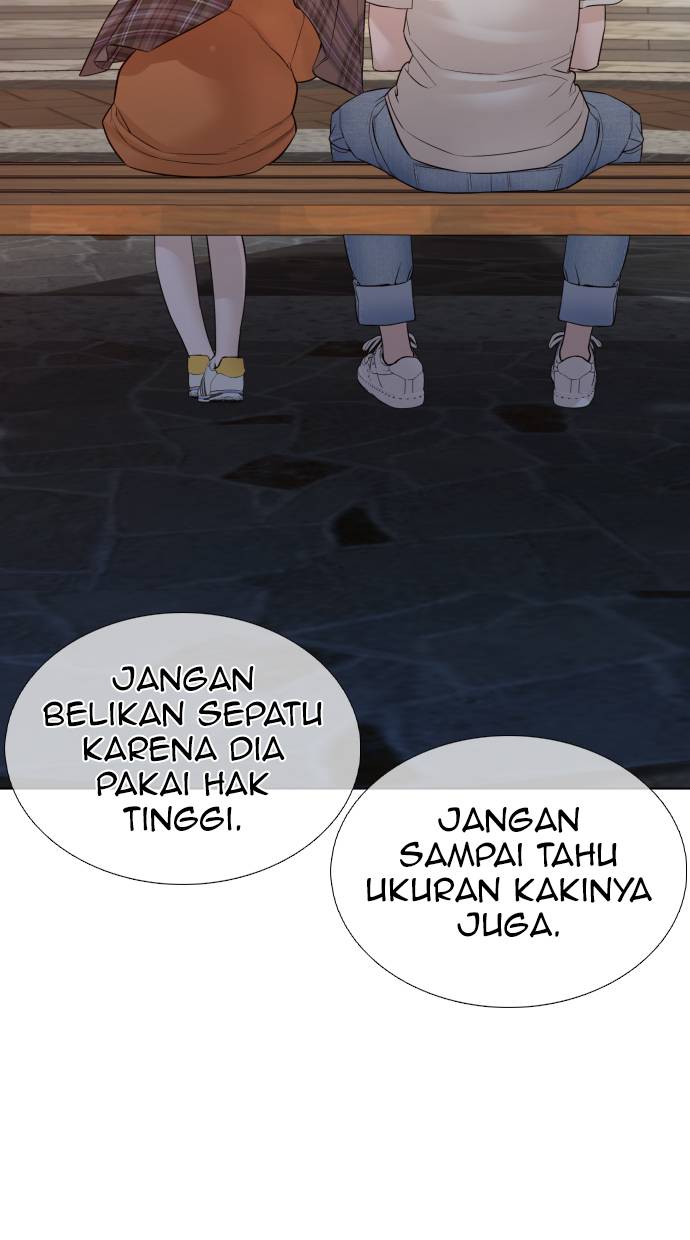 JANGAN
BELIKAN SEPATU
KARENA DIA
PAKAI HAK
TINGGI.
JANGAN
SAMPAI TAHU
UKURAN KAKINYA
JUGA.